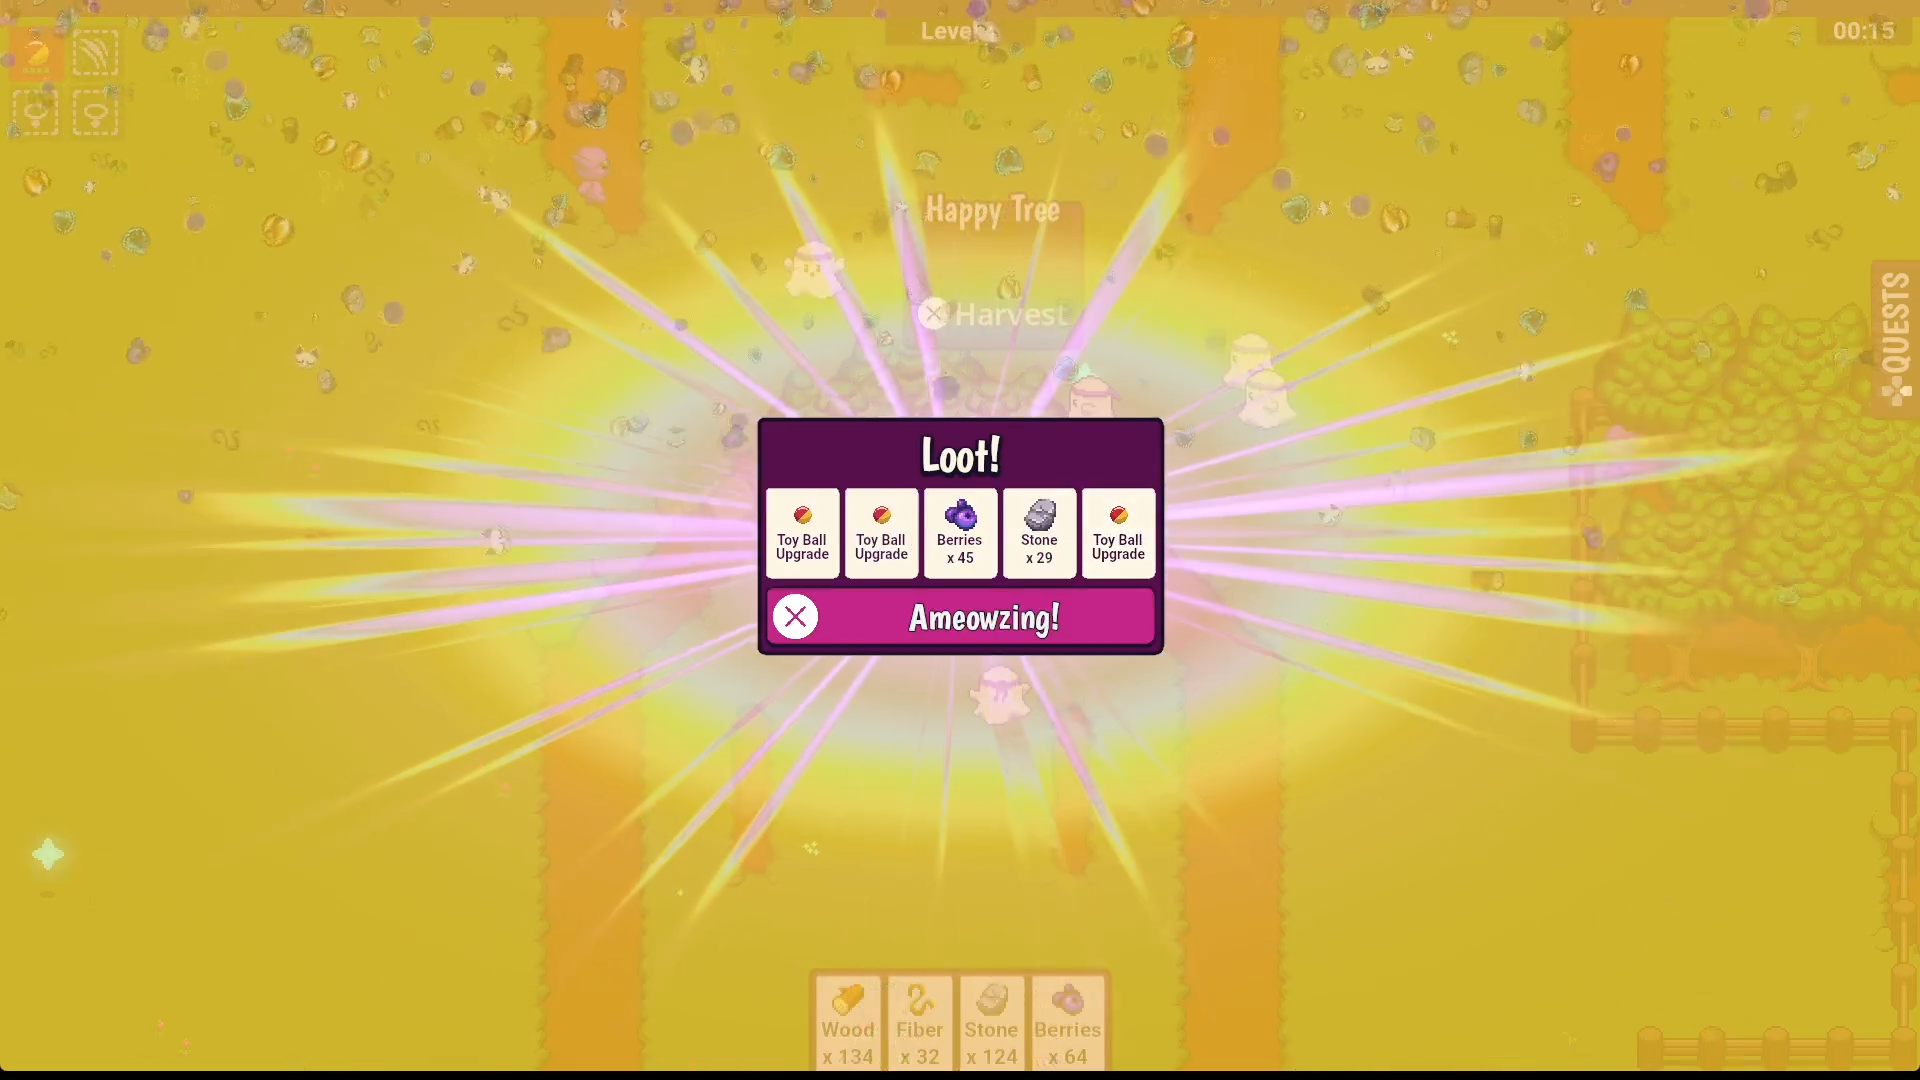 Level
00:15
Happy Tree
Harvest
QUESTS
Loot!
Toy Ball
Upgrade
Toy Ball
Upgrade
Berries
x 45
Stone
x 29
Toy Ball
Upgrade
Ameowzing!
Wood
x 134
Fiber
x 32
Stone
x 124
Berries
x 64